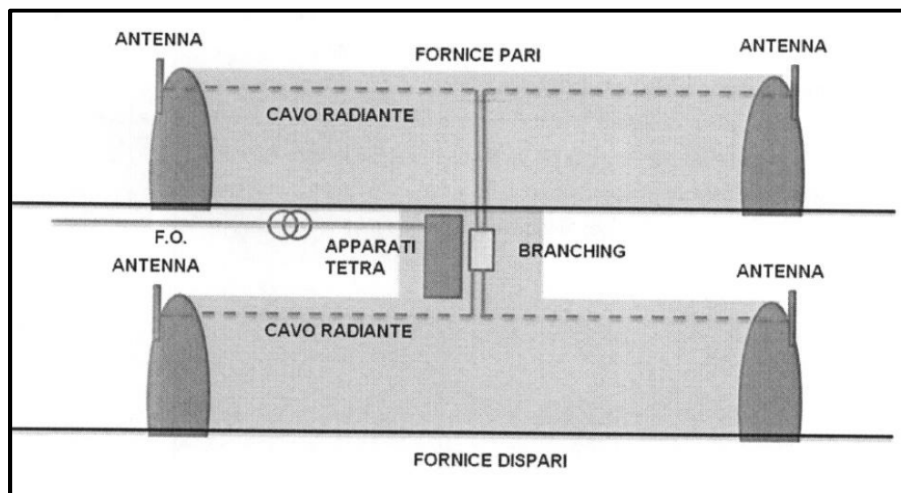 ANTENNA
FORNICE PARI
ANTENNA
CAVO RADIANTE
F.O.
APPARATI
TETRA
BRANCHING
ANTENNA
ANTENNA
CAVO RADIANTE
FORNICE DISPARI